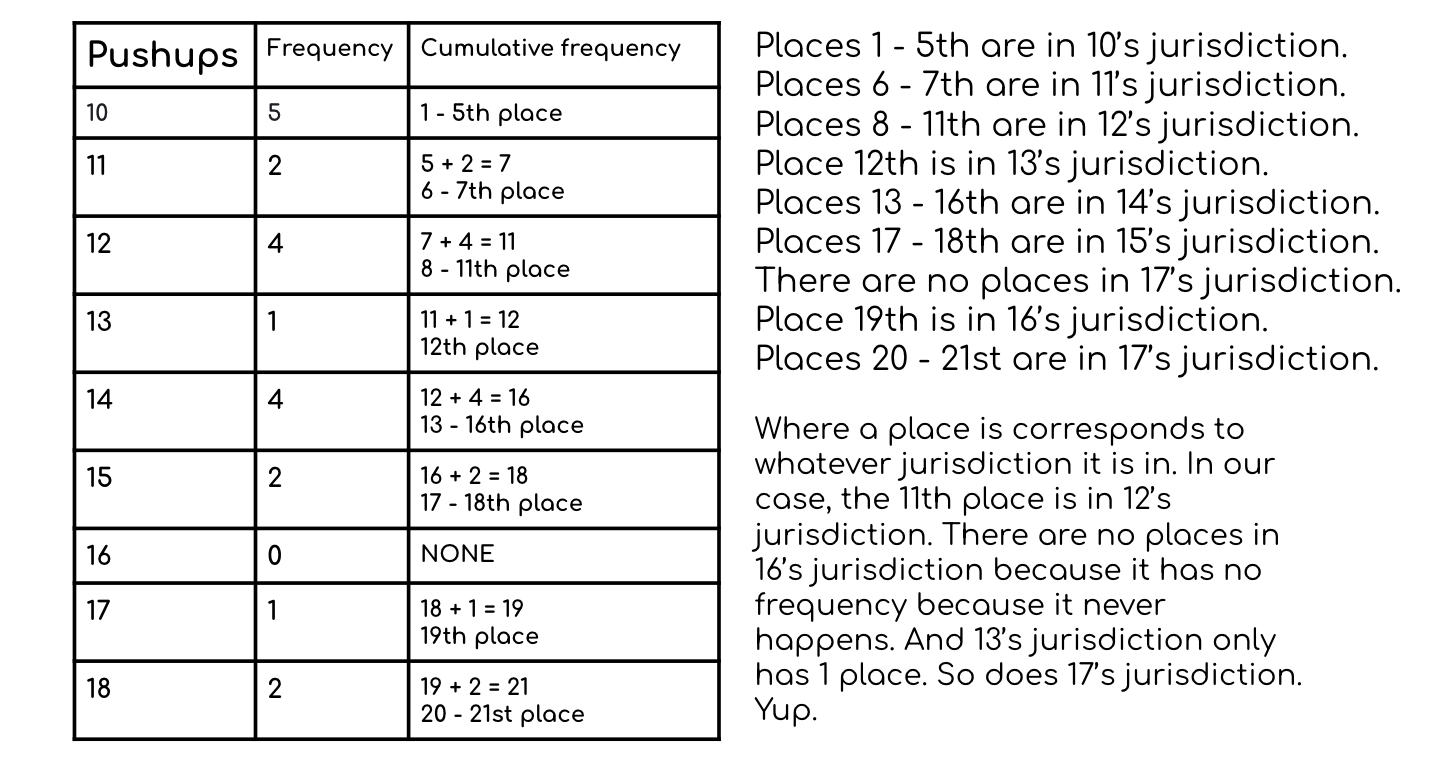 Pushups Frequency Cumulative frequency
10 5 1 - 5th place
11 2 5 + 2 = 7
6 - 7th place
12 4 7 + 4 = 11
8 - 11th place
13 1 11 + 1 = 12
12th place
14 4 12 + 4 = 16
13 - 16th place
15 2 16 + 2 = 18
17 - 18th place
16 0 NONE
17 1 18 + 1 = 19
19th place
18 2 19 + 2 = 21
20 - 21st place
Places 1 - 5th are in 10’s jurisdiction.
Places 6 - 7th are in 11’s jurisdiction.
Places 8 - 11th are in 12’s jurisdiction.
Place 12th is in 13’s jurisdiction.
Places 13 - 16th are in 14’s jurisdiction.
Places 17 - 18th are in 15’s jurisdiction.
There are no places in 17’s jurisdiction.
Place 19th is in 16’s jurisdiction.
Places 20 - 21st are in 17’s jurisdiction.
Where a place is corresponds to
whatever jurisdiction it is in. In our
case, the 11th place is in 12’s
jurisdiction. There are no places in
16’s jurisdiction because it has no
frequency because it never
happens. And 13’s jurisdiction only
has 1 place. So does 17’s jurisdiction.
Yup.